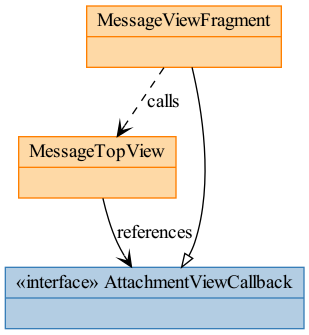 MessageViewFragment
calls
MessageTopView
references
«interface» AttachmentViewCallback